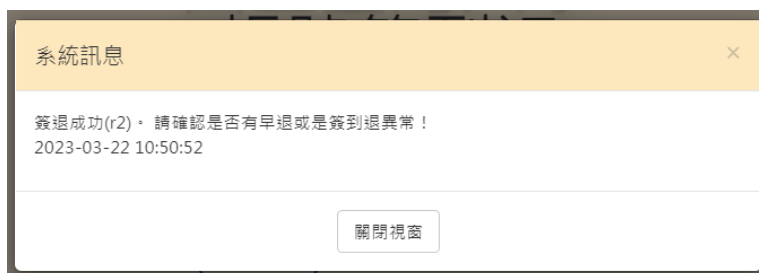 系統訊息
×
簽退成功(r2)。 請確認是否有早退或是簽到退異常！
2023-03-22 10:50:52
關閉視窗